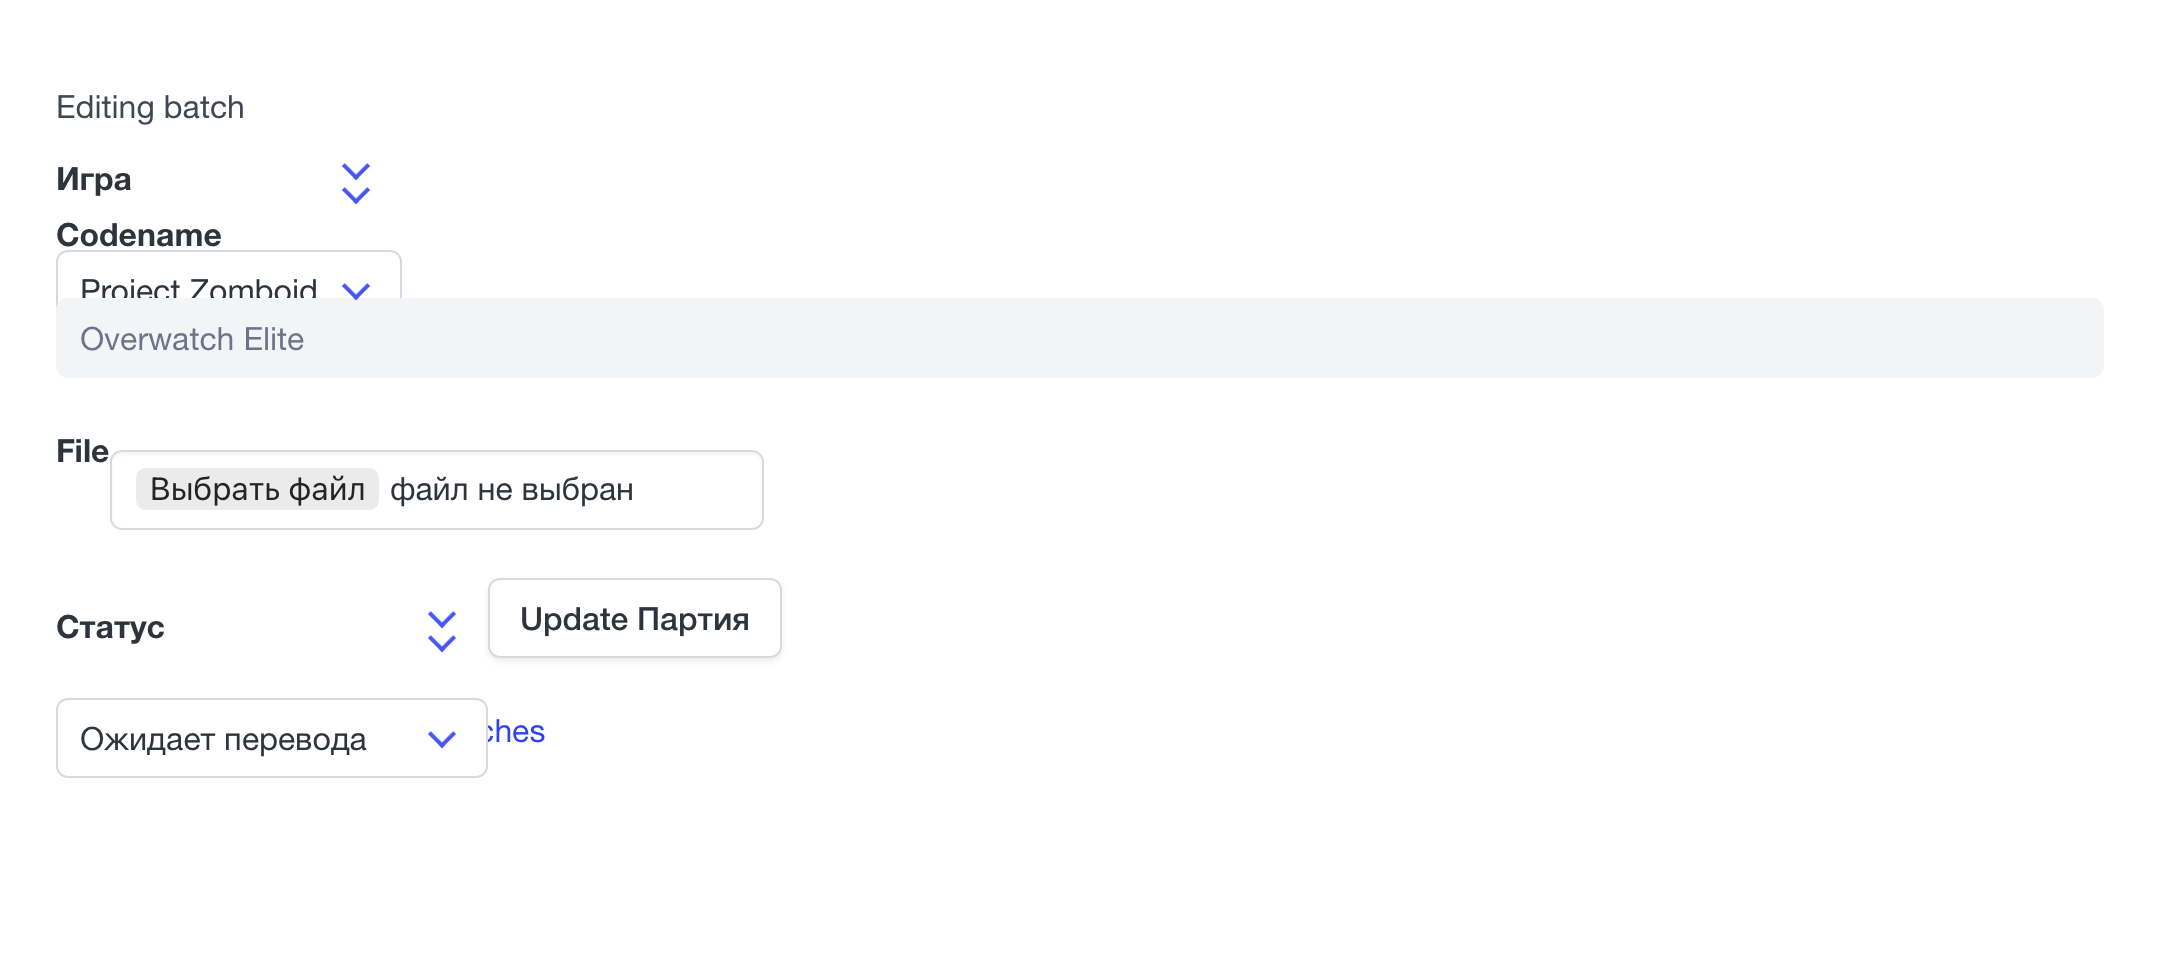 Editing batch
Игра
Codename
Project Zomboid
Overwatch Elite
File
Выбрать файл файл не выбран
Статус
Update Партия
Ожидает перевода
ches